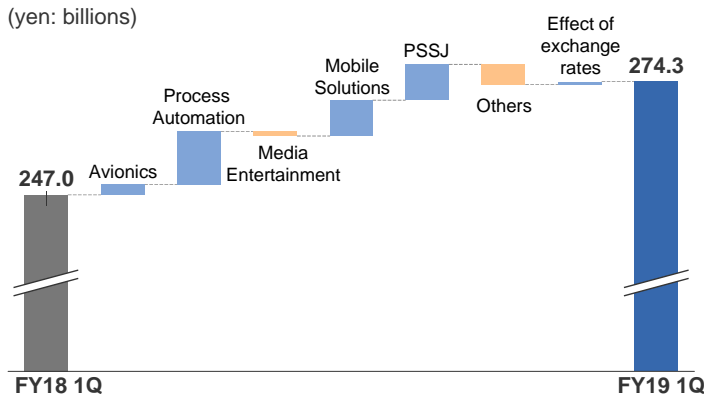 (yen: billions)
247.0
Avionics
Process
Automation
Media
Entertainment
Mobile
Solutions
PSSJ
Others
Effect of
exchange
rates
274.3
FY18 1Q
FY19 1Q